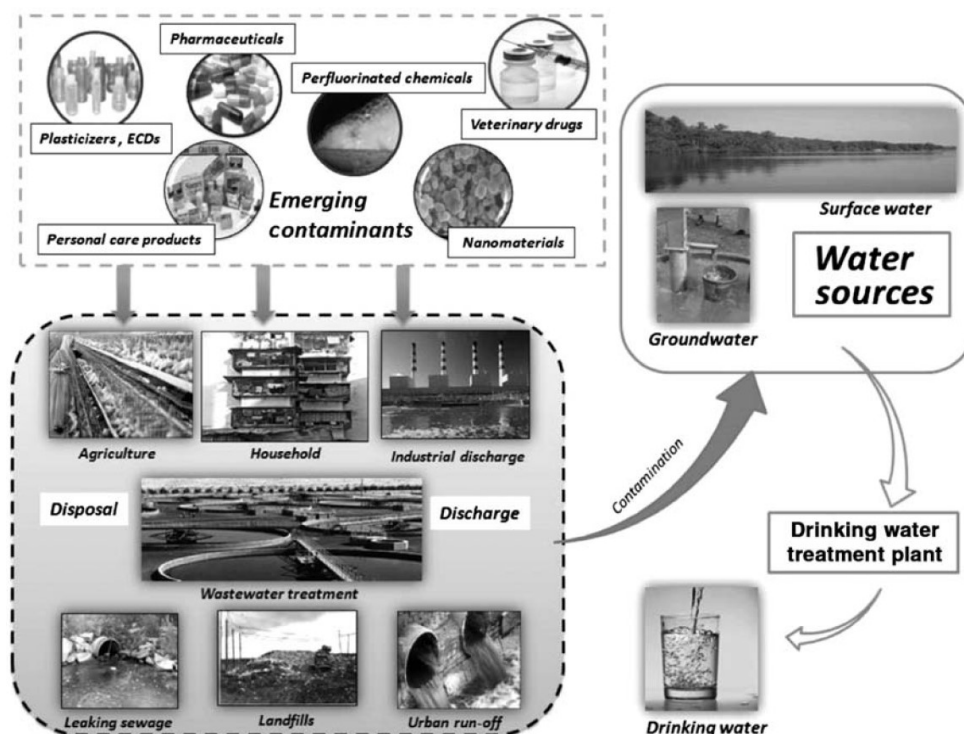 Pharmaceuticals
Perfluorinated chemicals
Plasticizers , ECDs
Veterinary drugs
Emerging
contaminants
Personal care products
Nanomaterials
Surface water
Water
sources
Groundwater
Agriculture
Household
Industrial discharge
Disposal
Discharge
Wastewater treatment
Leaking sewage
Landfills
Urban run-off
Contamination
Drinking water
treatment plant
Drinking water